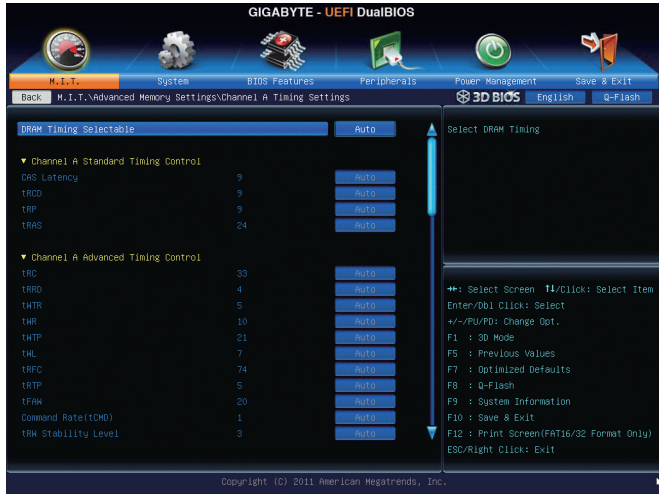 GIGABYTE - UEFI DualBIOS
M.I.T. System BIOS Features Peripherals Power Management Save & Exit
Back M.I.T.\Advanced Memory Settings\Channel A Timing Settings 3D BIOS English Q-Flash
DRAM Timing Selectable Auto
Select DRAM Timing
▼ Channel A Standard Timing Control
CAS Latency 9 Auto
tRCD 9 Auto
tRP 9 Auto
tRAS 24 Auto
▼ Channel A Advanced Timing Control
tRC 33 Auto
tRRD 4 Auto
tWTR 5 Auto
tWR 10 Auto
tWTP 21 Auto
tWL 7 Auto
tRFC 74 Auto
tRTP 5 Auto
tFAW 20 Auto
Command Rate(tCMD) 1 Auto
tRW Stability Level 3 Auto
→←: Select Screen ↑↓/Click: Select Item
Enter/Dbl Click: Select
+/-/PU/PD: Change Opt.
F1 : 3D Mode
F5 : Previous Values
F7 : Optimized Defaults
F8 : Q-Flash
F9 : System Information
F10 : Save & Exit
F12 : Print Screen(FAT16/32 Format Only)
ESC/Right Click: Exit
Copyright (C) 2011 American Megatrends, Inc.